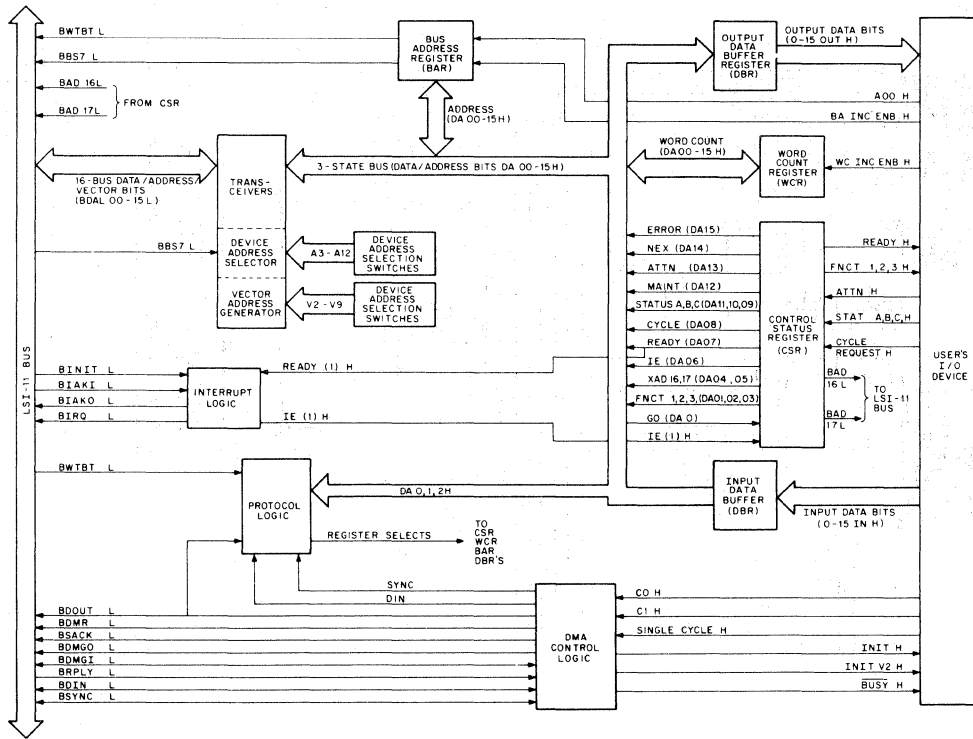 LSI-11 BUS
BWTBT L
BBS7 L
BAD 16L
BAD 17L
FROM CSR
BUS
ADDRESS
REGISTER
(BAR)
ADDRESS
(DA 00-15H)
OUTPUT
DATA
BUFFER
REGISTER
(DBR)
OUTPUT DATA BITS
(0-15 OUT H)
A00 H
BA INC ENB H
3-STATE BUS (DATA/ADDRESS BITS DA 00-15H)
16-BUS DATA/ADDRESS/
VECTOR BITS
(BDAL 00-15 L)
TRANS-
CEIVERS
WORD COUNT
(DA00-15 H)
WORD
COUNT
REGISTER
(WCR)
WC INC ENB H
BBS7 L
DEVICE
ADDRESS
SELECTOR
A3-A12
DEVICE
ADDRESS
SELECTION
SWITCHES
VECTOR
ADDRESS
GENERATOR
V2-V9
DEVICE
ADDRESS
SELECTION
SWITCHES
ERROR (DA15)
NEX (DA14)
ATTN (DA13)
MAINT (DA12)
STATUS A,B,C(DA11,10,09)
CYCLE (DA08)
READY (DA07)
IE (DA06)
XAD 16,17 (DA04,05)
FNCT 1,2,3,(DA01,02,03)
GO (DA 0)
IE (1) H
CONTROL
STATUS
REGISTER
(CSR)
READY H
FNCT 1,2,3 H
ATTN H
STAT A,B,C,H
CYCLE
REQUEST H
BAD
16 L
BAD
17 L
TO
LSI-11
BUS
USER'S
I/O
DEVICE
BINIT L
BIAKI L
BIAKO L
BIRQ L
INTERRUPT
LOGIC
READY (1) H
IE (1) H
BWTBT L
PROTOCOL
LOGIC
DA 0,1,2H
REGISTER SELECTS
TO
CSR
WCR
BAR
DBR'S
INPUT
DATA
BUFFER
(DBR)
INPUT DATA BITS
(0-15 IN H)
SYNC
DIN
BDOUT L
BDMR L
BSACK L
BDMGO L
BDMGI L
BRPLY L
BDIN L
BSYNC L
DMA
CONTROL
LOGIC
C0 H
C1 H
SINGLE CYCLE H
INIT H
INIT V2 H
BUSY H